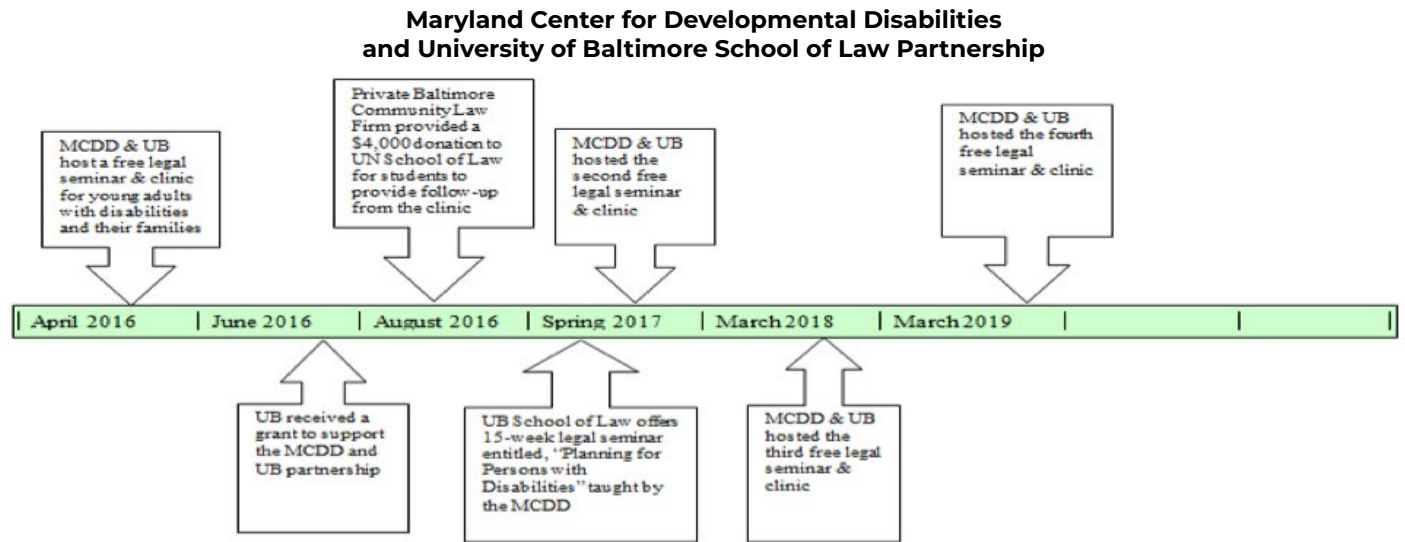 Maryland Center for Developmental Disabilities
and University of Baltimore School of Law Partnership
MCDD & UB
host a free legal
seminar & clinic
for young adults
with disabilities
and their families
Private Baltimore
Community Law
Firm provided a
$4,000 donation to
UN School of Law
for students to
provide follow-up
from the clinic
MCDD & UB
hosted the
second free
legal seminar
& clinic
MCDD & UB
hosted the fourth
free legal
seminar & clinic
| April 2016 | June 2016 | August 2016 | Spring 2017 | March 2018 | March 2019 | | |
UB received a
grant to support
the MCDD and
UB partnership
UB School of Law offers
15-week legal seminar
entitled, “Planning for
Persons with
Disabilities” taught by
the MCDD
MCDD & UB
hosted the
third free legal
seminar &
clinic